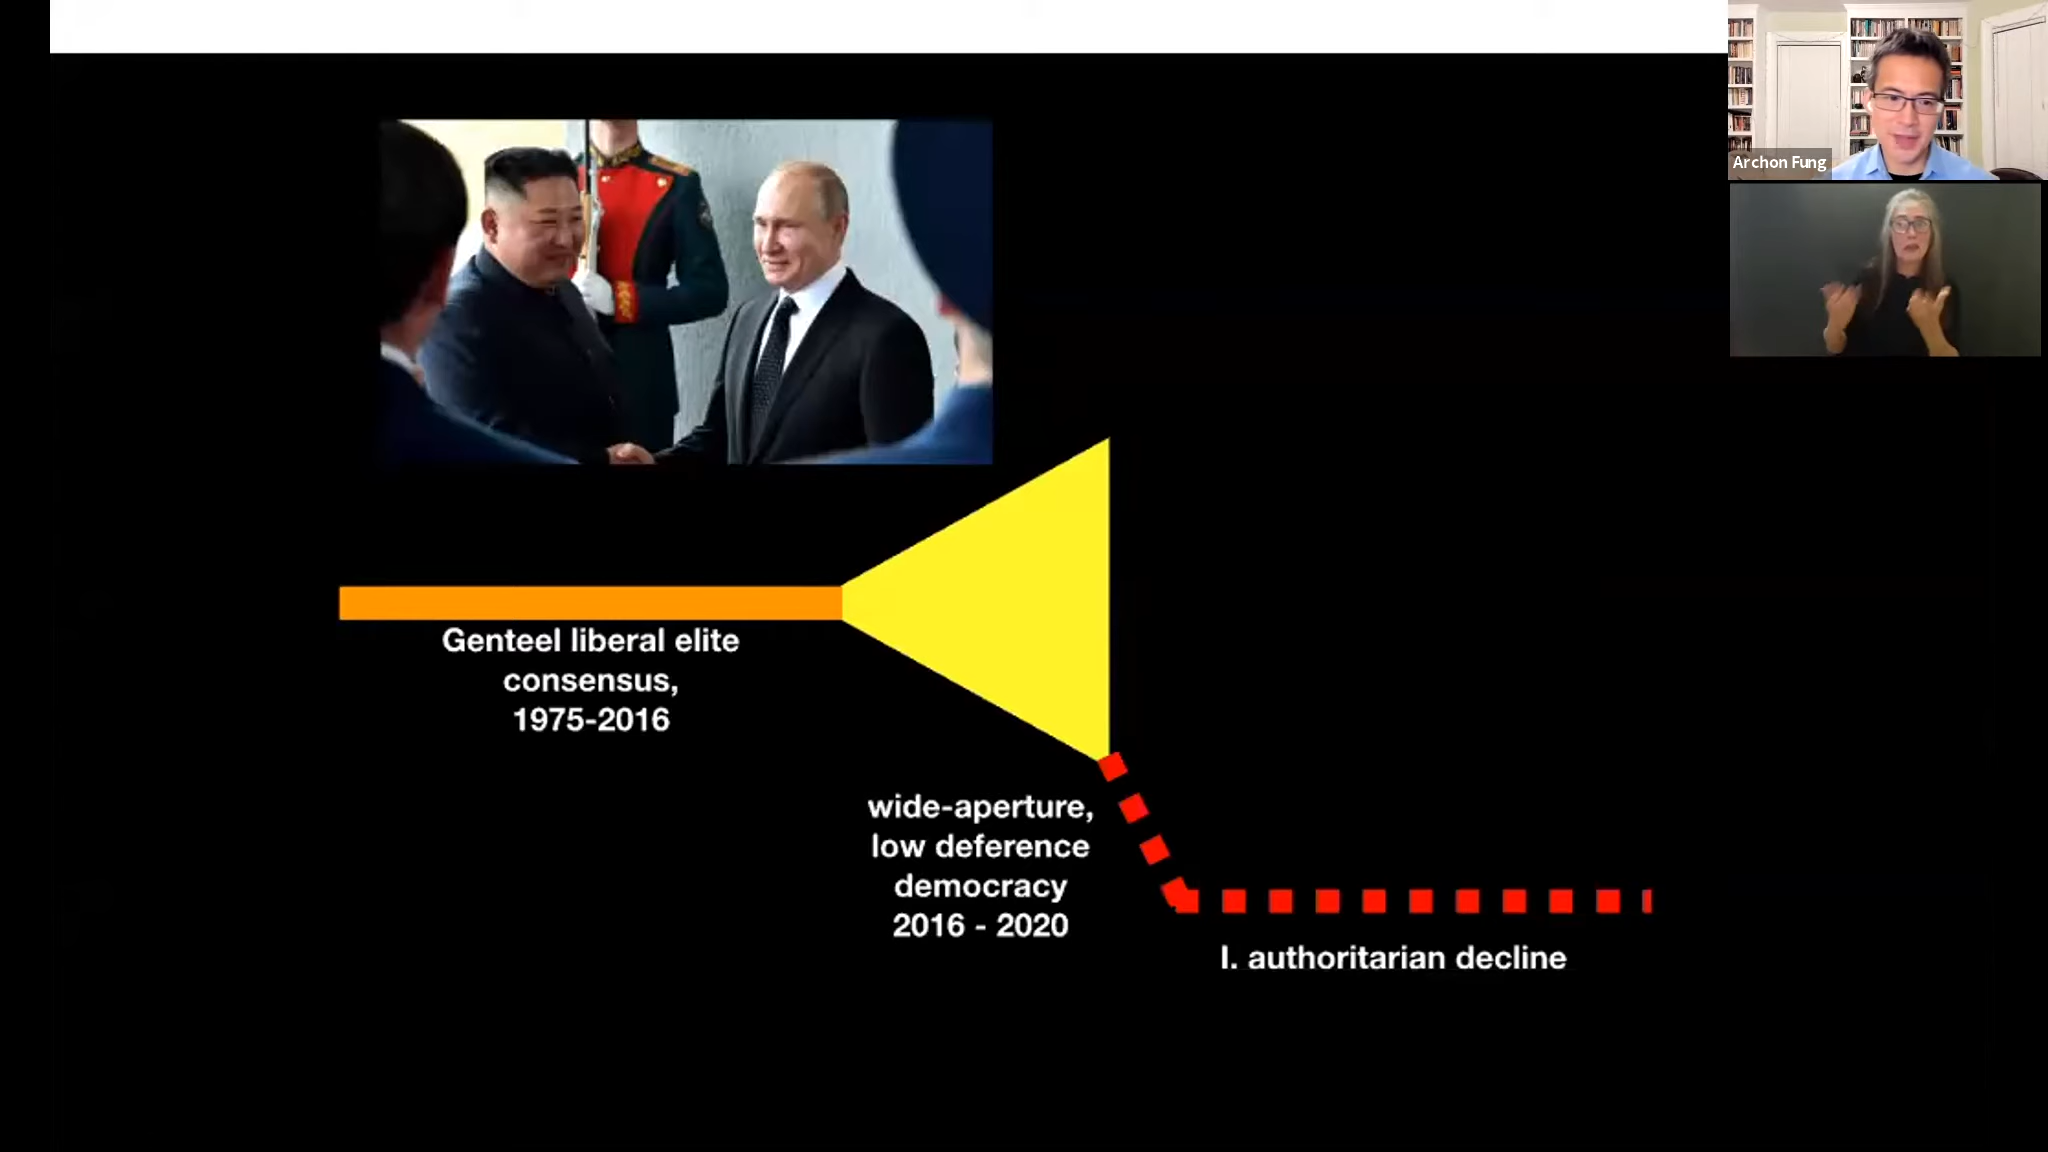 Archon Fung
Genteel liberal elite
consensus,
1975-2016
wide-aperture,
low deference
democracy
2016 - 2020
I. authoritarian decline